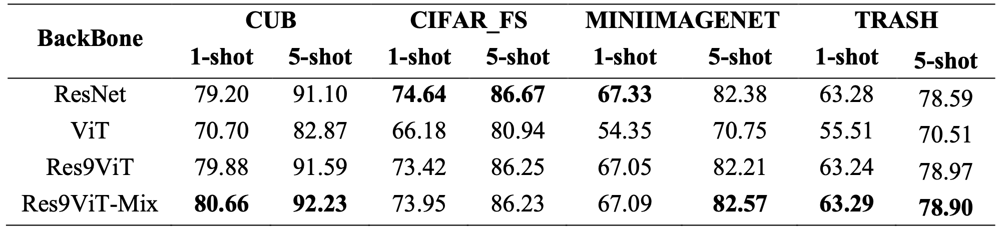 BackBone CUB CIFAR_FS MINIIMAGENET TRASH
1-shot 5-shot 1-shot 5-shot 1-shot 5-shot 1-shot 5-shot
ResNet 79.20 91.10 74.64 86.67 67.33 82.38 63.28 78.59
ViT 70.70 82.87 66.18 80.94 54.35 70.75 55.51 70.51
Res9ViT 79.88 91.59 73.42 86.25 67.05 82.21 63.24 78.97
Res9ViT-Mix 80.66 92.23 73.95 86.23 67.09 82.57 63.29 78.90